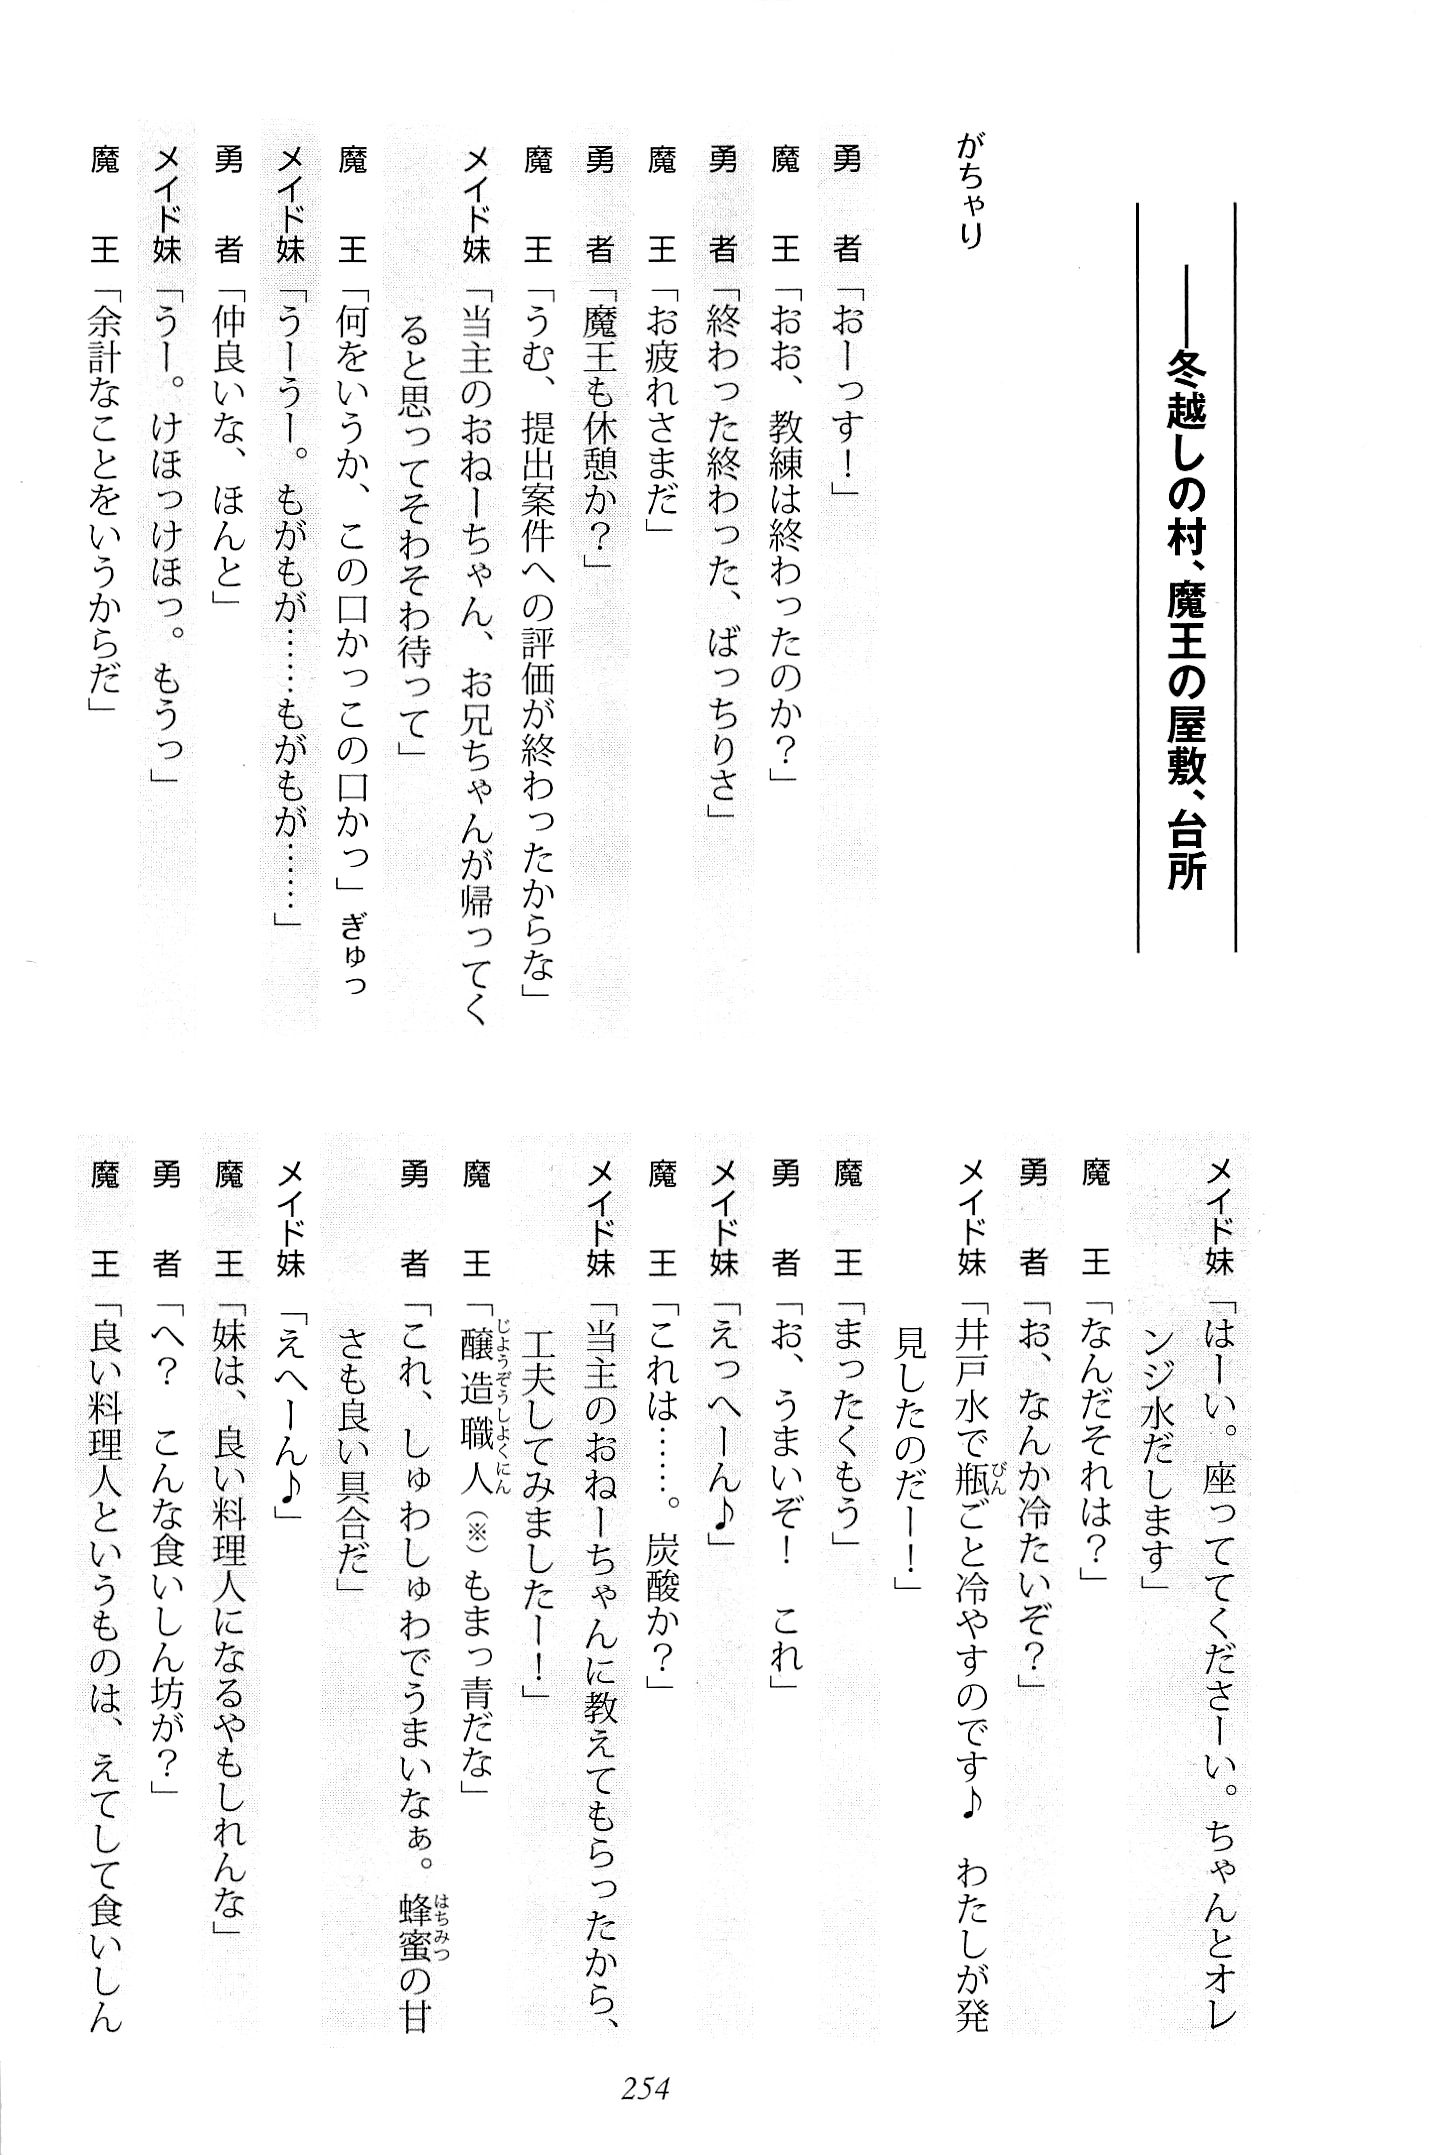 ――冬越しの村、魔王の屋敷、台所
がちゃり
勇者「おーっす！」
魔王「おお、教練は終わったのか？」
勇者「終わった終わった、ばっちりさ」
魔王「お疲れさまだ」
勇者「魔王も休憩か？」
魔王「うむ、提出案件への評価が終わったからな」
メイド妹「当主のおねーちゃん、お兄ちゃんが帰ってく
ると思ってそわそわ待って」
魔王「何をいうか、この口かっこの口かっ」ぎゅっ
メイド妹「うーうー。もがもが……もがもが……」
勇者「仲良いな、ほんと」
メイド妹「うー。けほっけほっ。もうっ」
魔王「余計なことをいうからだ」
メイド妹「はーい。座っててくださーい。ちゃんとオレ
ンジ水だします」
魔王「なんだそれは？」
勇者「お、なんか冷たいぞ？」
メイド妹「井戸水で瓶びんごと冷やすのです♪　わたしが発
見したのだー！」
魔王「まったくもう」
勇者「お、うまいぞ！　これ」
メイド妹「えっへーん♪」
魔王「これは……。炭酸か？」
メイド妹「当主のおねーちゃんに教えてもらったから、
工夫してみましたー！」
魔王「醸造職人じようぞうしよくにん（※）もまっ青だな」
勇者「これ、しゅわしゅわでうまいなぁ。蜂蜜はちみつの甘
さも良い具合だ」
メイド妹「えへーん♪」
魔王「妹は、良い料理人になるやもしれんな」
勇者「へ？　こんな食いしん坊が？」
魔王「良い料理人というものは、えてして食いしん
254